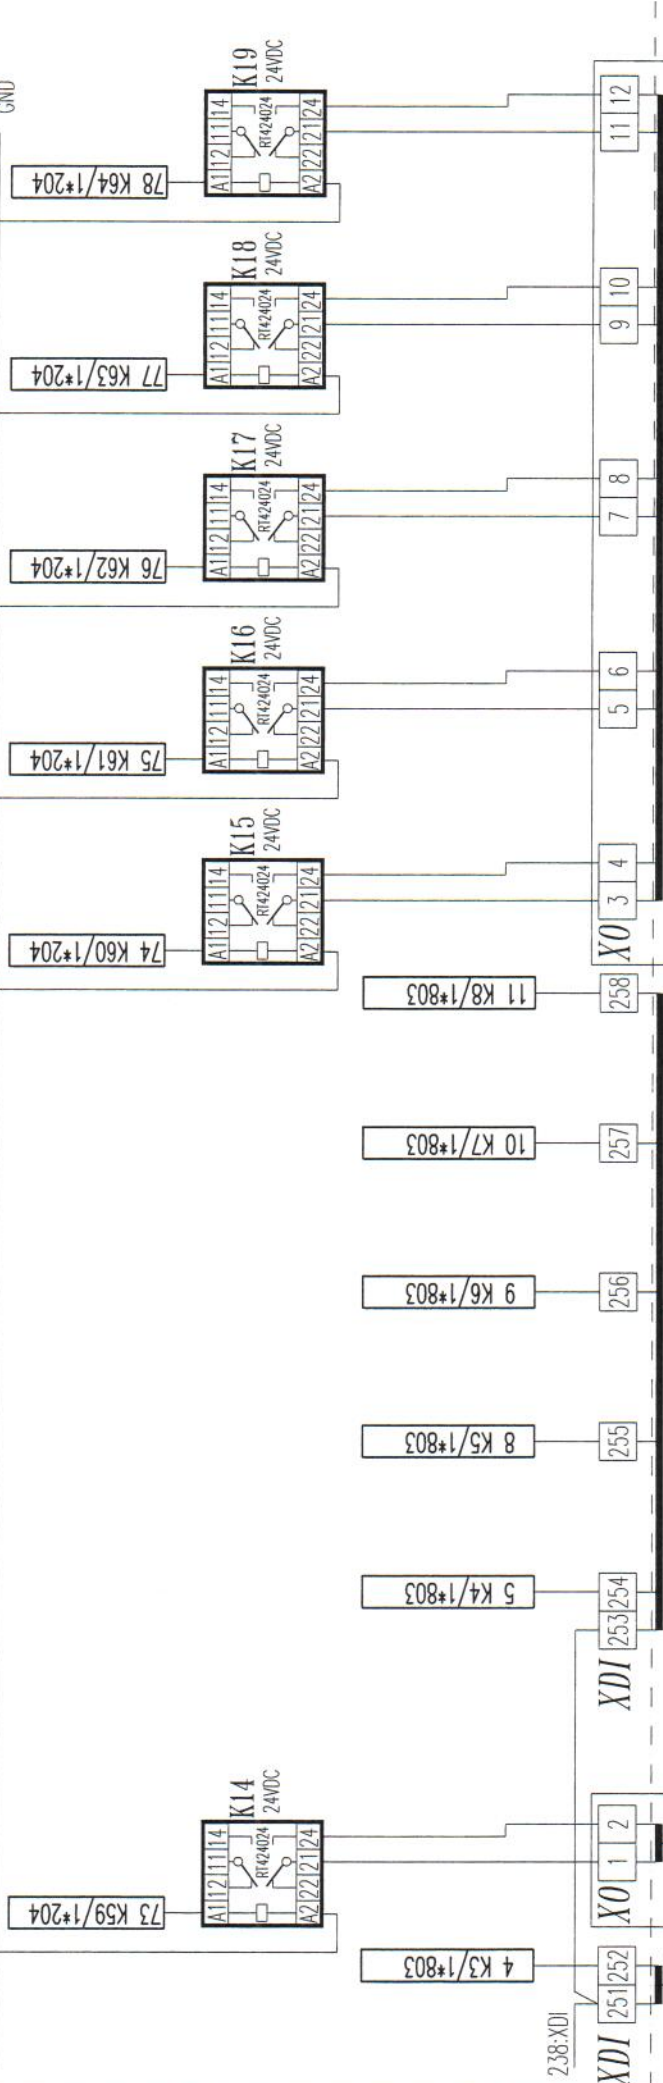 GND
78 K64/1*204
A1 12 11 14
RT424024
A2 22 21 24
K19
24VDC
11 12
77 K63/1*204
A1 12 11 14
RT424024
A2 22 21 24
K18
24VDC
9 10
76 K62/1*204
A1 12 11 14
RT424024
A2 22 21 24
K17
24VDC
7 8
75 K61/1*204
A1 12 11 14
RT424024
A2 22 21 24
K16
24VDC
5 6
74 K60/1*204
A1 12 11 14
RT424024
A2 22 21 24
K15
24VDC
XO 3 4
11 K8/1*803
258
10 K7/1*803
257
9 K6/1*803
256
8 K5/1*803
255
5 K4/1*803
XDI 253 254
73 K59/1*204
A1 12 11 14
RT424024
A2 22 21 24
K14
24VDC
XO 1 2
4 K3/1*803
238:XDI
XDI 251 252